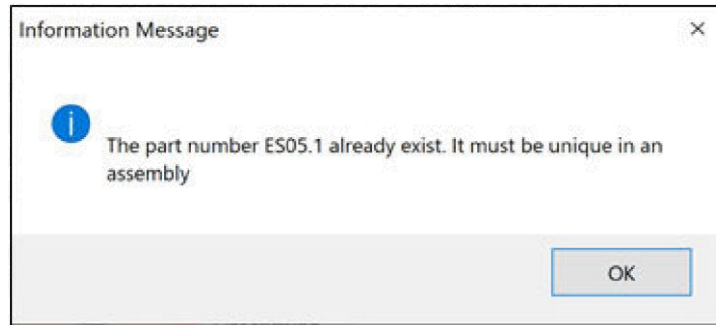 Information Message
The part number ES05.1 already exist. It must be unique in an
assembly
OK